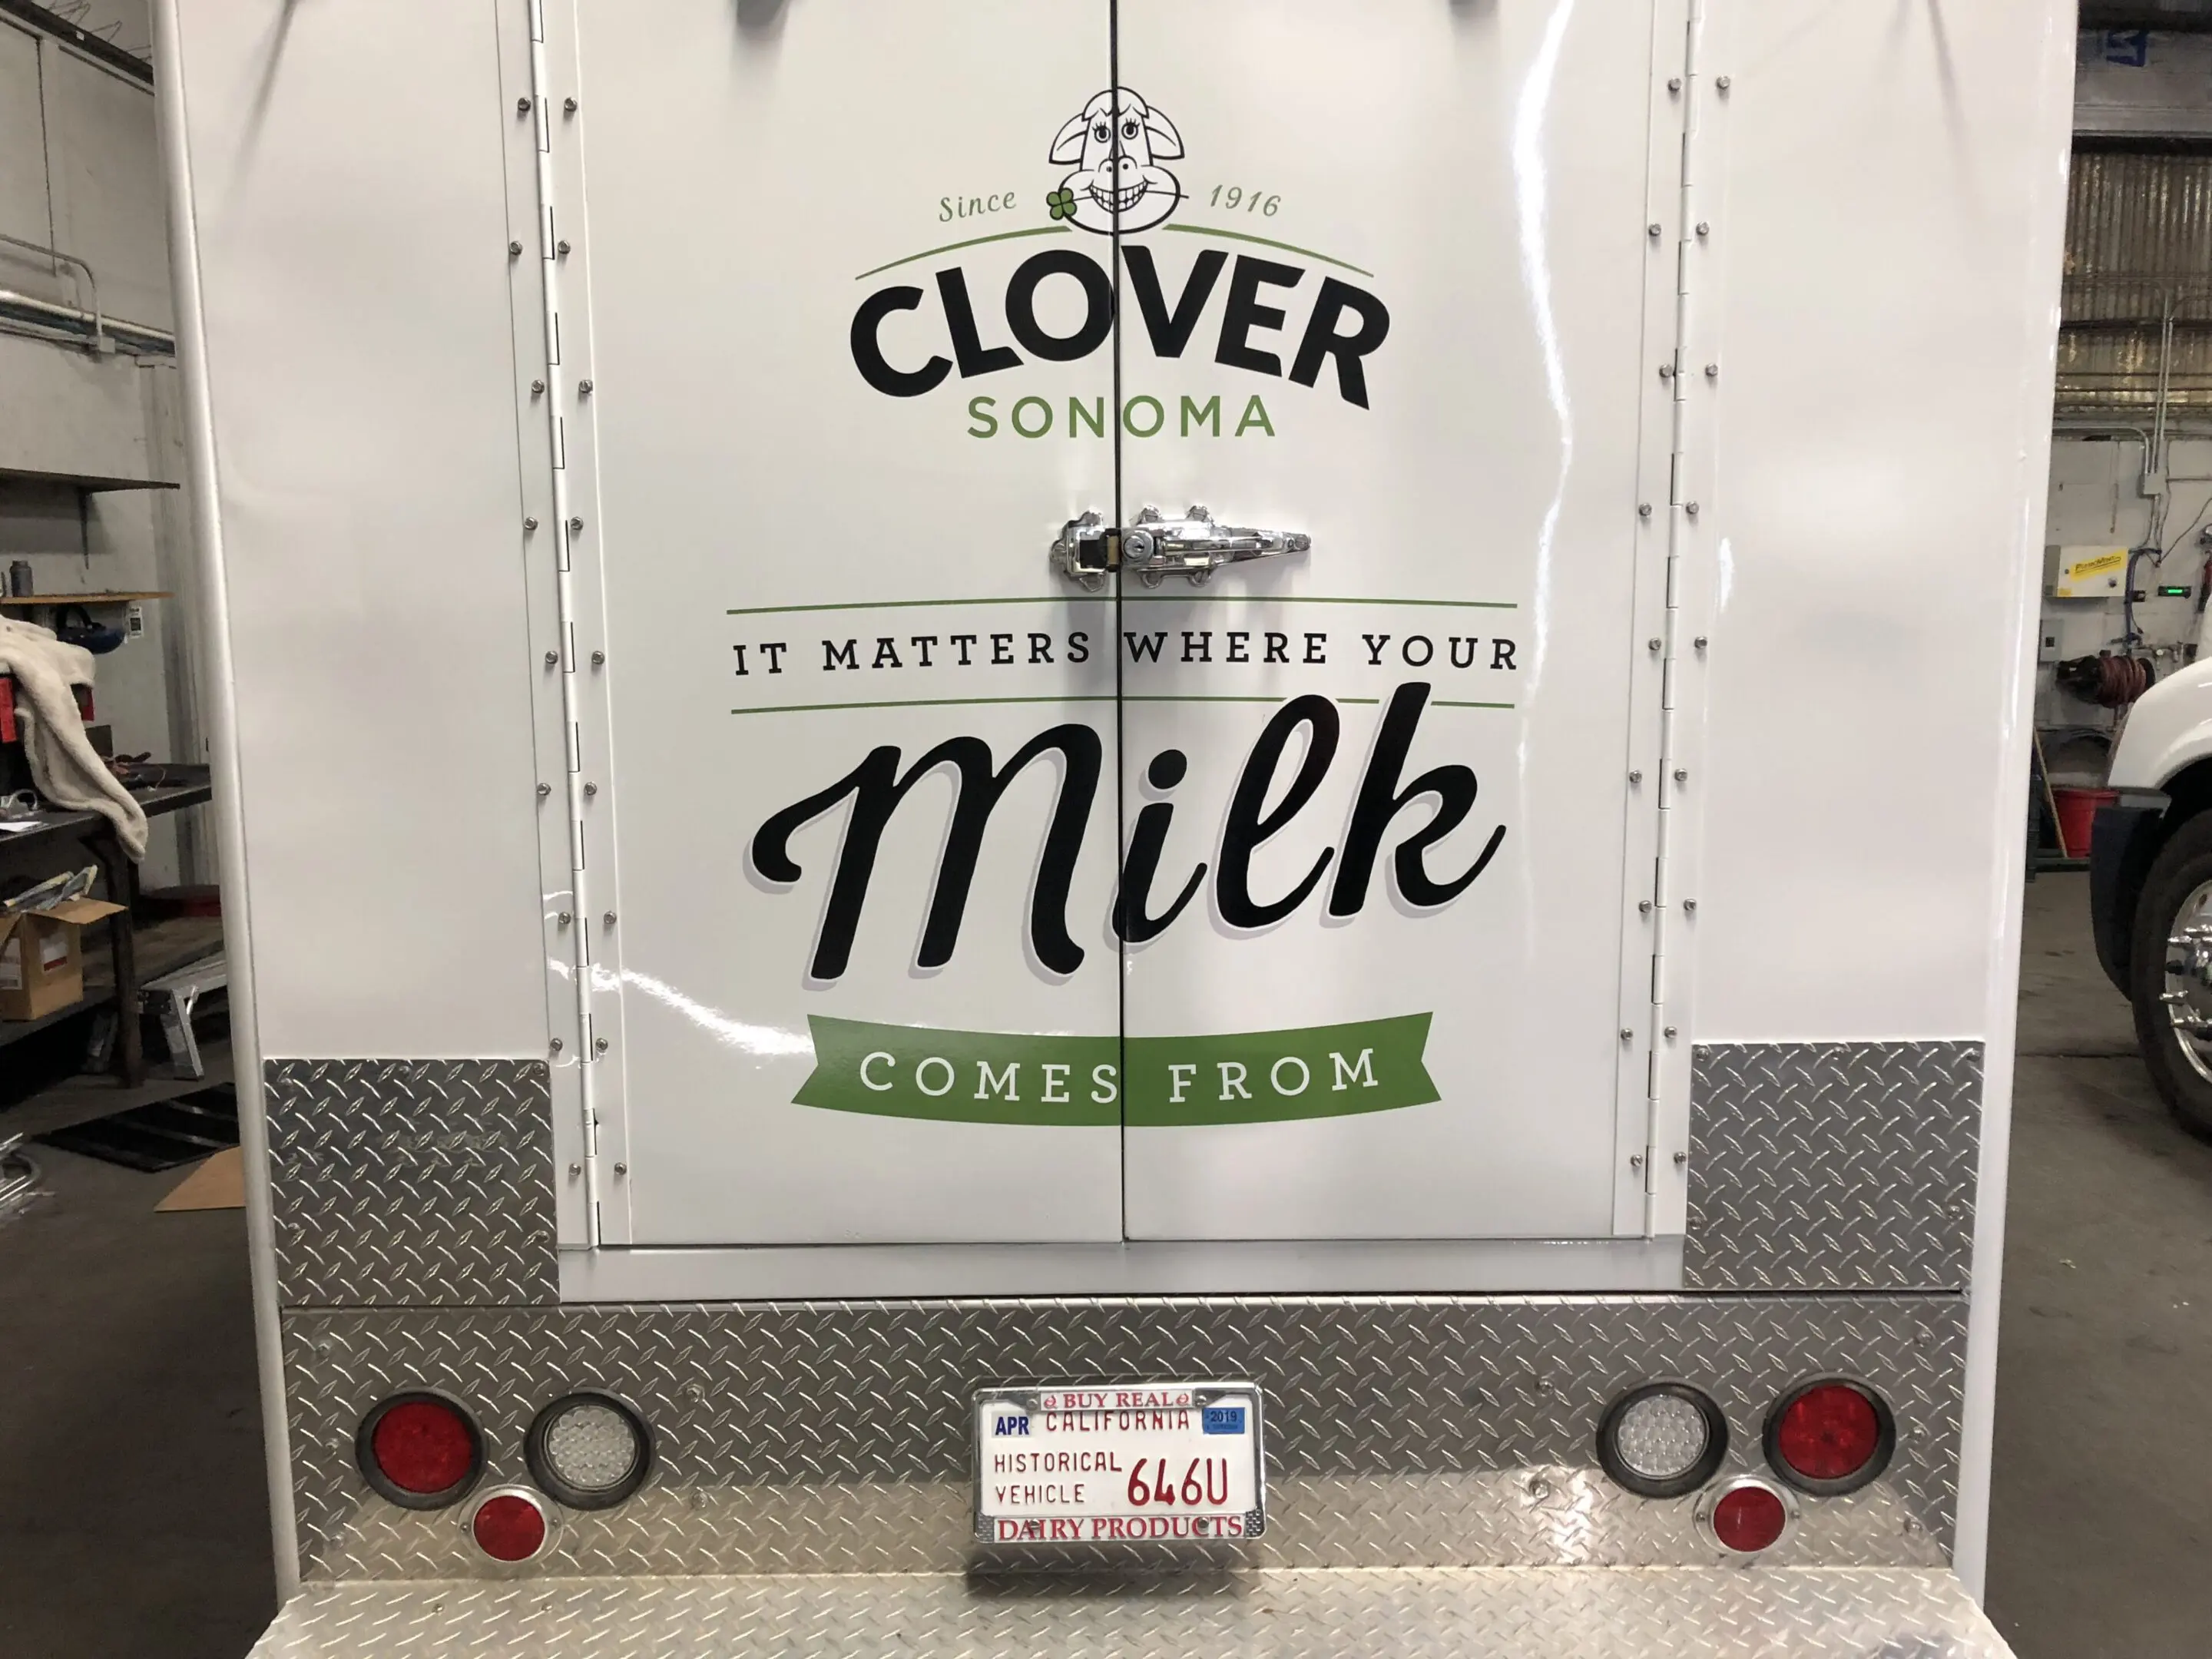 Since 1916
CLOVER
SONOMA
IT MATTERS WHERE YOUR
Milk
COMES FROM
BUY REAL
APR CALIFORNIA 2019
HISTORICAL
VEHICLE 646U
DAIRY PRODUCTS